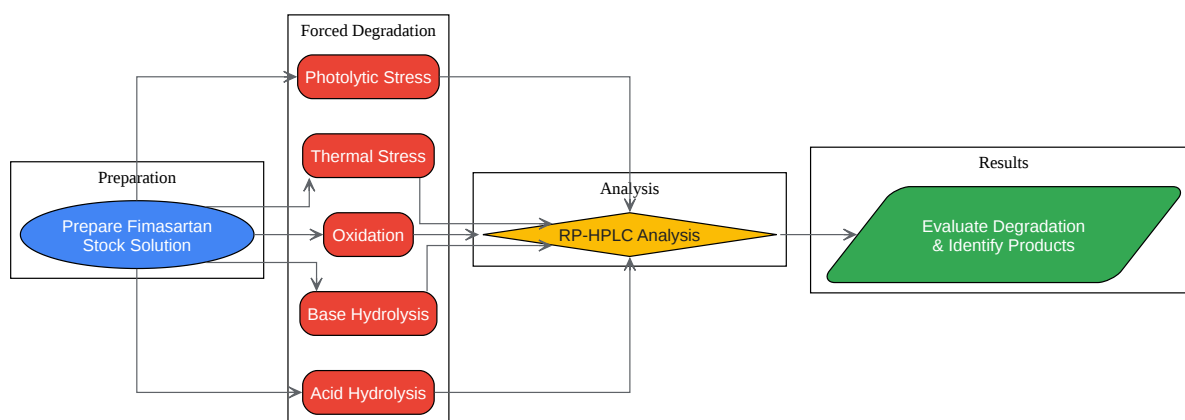 Preparation
Prepare Fimasartan
Stock Solution
Forced Degradation
Photolytic Stress
Thermal Stress
Oxidation
Base Hydrolysis
Acid Hydrolysis
Analysis
RP-HPLC Analysis
Results
Evaluate Degradation
& Identify Products